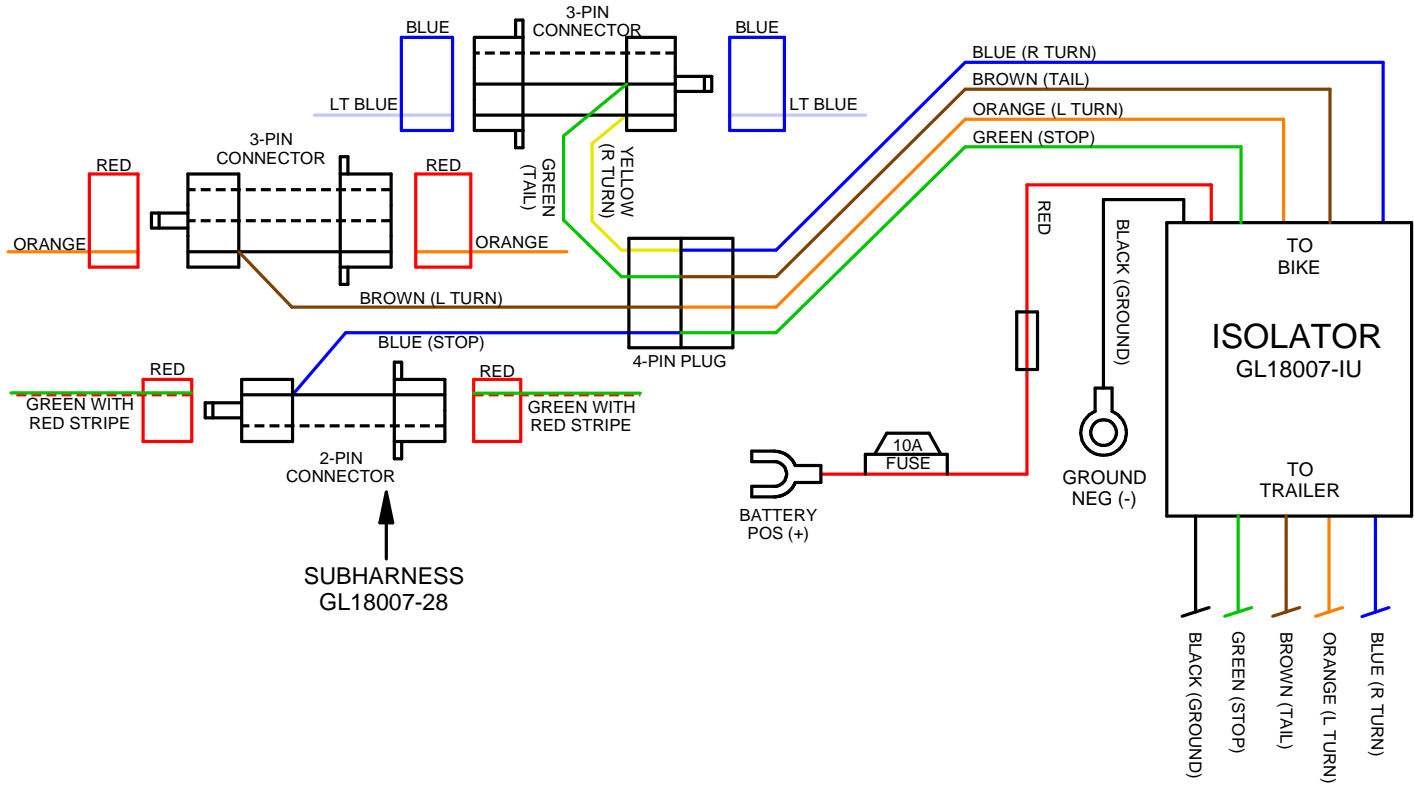 3-PIN
CONNECTOR
BLUE
BLUE
LT BLUE
LT BLUE
BLUE (R TURN)
BROWN (TAIL)
ORANGE (L TURN)
GREEN (STOP)
3-PIN
CONNECTOR
RED
RED
ORANGE
ORANGE
GREEN
(TAIL)
YELLOW
(R TURN)
BROWN (L TURN)
BLUE (STOP)
4-PIN PLUG
RED
RED
GREEN WITH
RED STRIPE
GREEN WITH
RED STRIPE
2-PIN
CONNECTOR
SUBHARNESS
GL18007-28
RED
BLACK (GROUND)
10A
FUSE
BATTERY
POS (+)
GROUND
NEG (-)
TO
BIKE
ISOLATOR
GL18007-IU
TO
TRAILER
BLACK (GROUND)
GREEN (STOP)
BROWN (TAIL)
ORANGE (L TURN)
BLUE (R TURN)